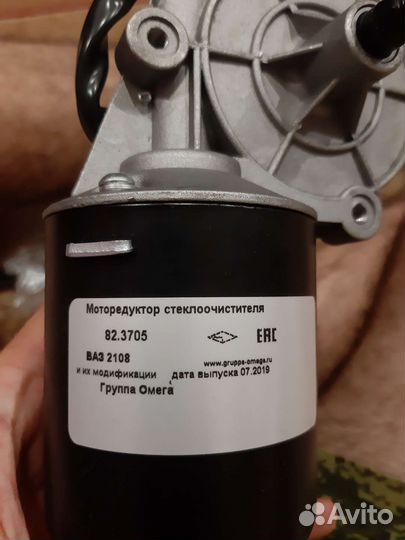 Моторедуктор стеклоочистителя
82.3705 EAC
ВАЗ 2108 www.gruppa-omega.ru
и их модификации дата выпуска 07.2019
Группа Омега
Avito